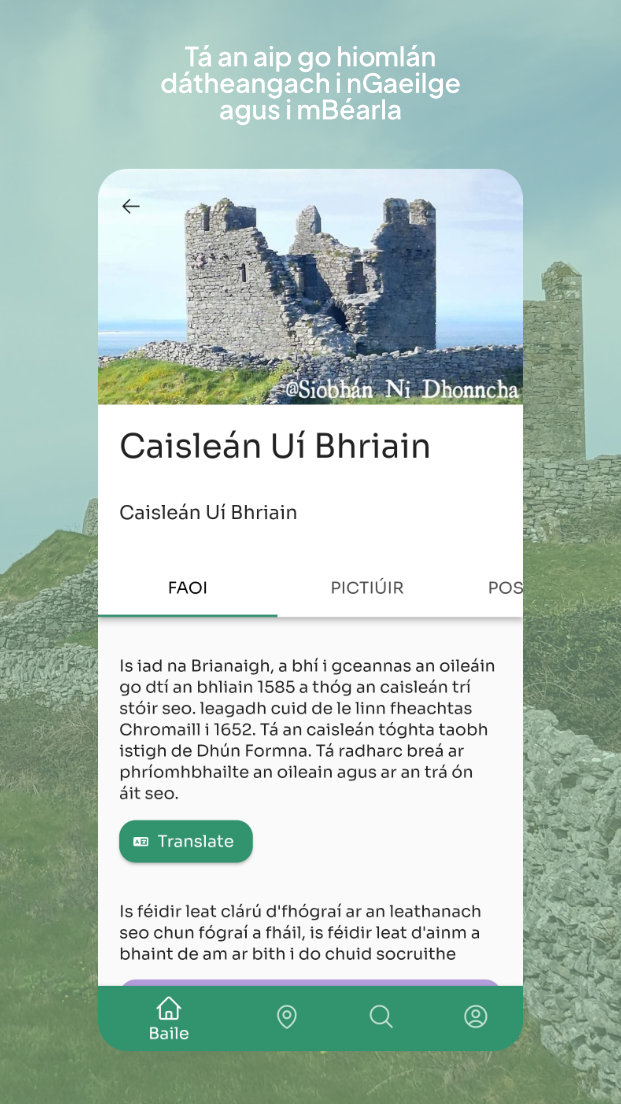 Tá an aip go hiomlán
dátheangach i nGaeilge
agus i mBéarla
@Siobhán Ni Dhonncha
Caisleán Uí Bhriain
Caisleán Uí Bhriain
FAOI PICTIÚIR POS
Is iad na Brianaigh, a bhí i gceannas an oileáin
go dtí an bhliain 1585 a thóg an caisleán trí
stóir seo. leagadh cuid de le linn fheachtas
Chromaill i 1652. Tá an caisleán tóghta taobh
istigh de Dhún Formna. Tá radharc breá ar
phríomhbhailte an oileain agus ar an trá ón
áit seo.
Translate
Is féidir leat clárú d'fhógraí ar an leathanach
seo chun fógraí a fháil, is féidir leat d'ainm a
bhaint de am ar bith i do chuid socruithe
Baile